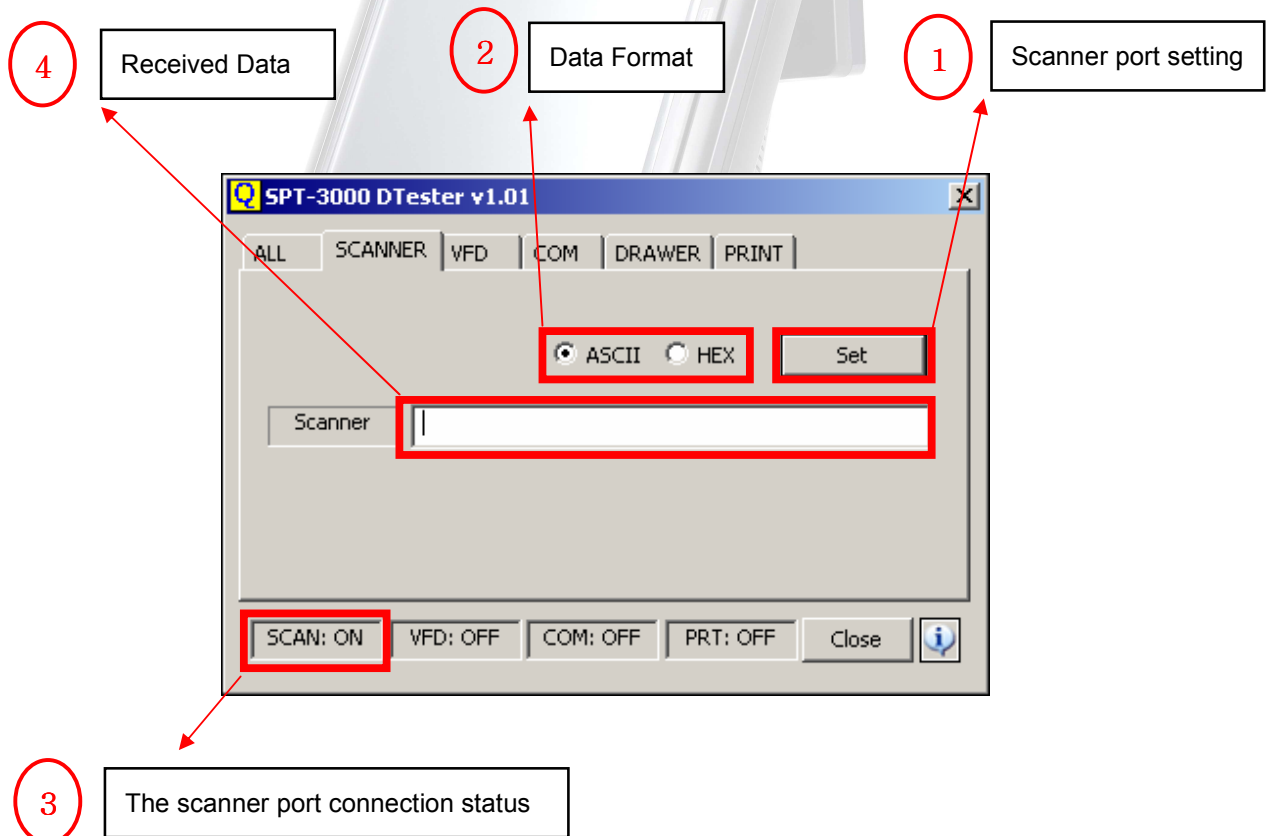 4
Received Data
2
Data Format
1
Scanner port setting
Q SPT-3000 DTester v1.01
ALL SCANNER VFD COM DRAWER PRINT
ASCII HEX Set
Scanner
SCAN: ON VFD: OFF COM: OFF PRT: OFF Close
3
The scanner port connection status